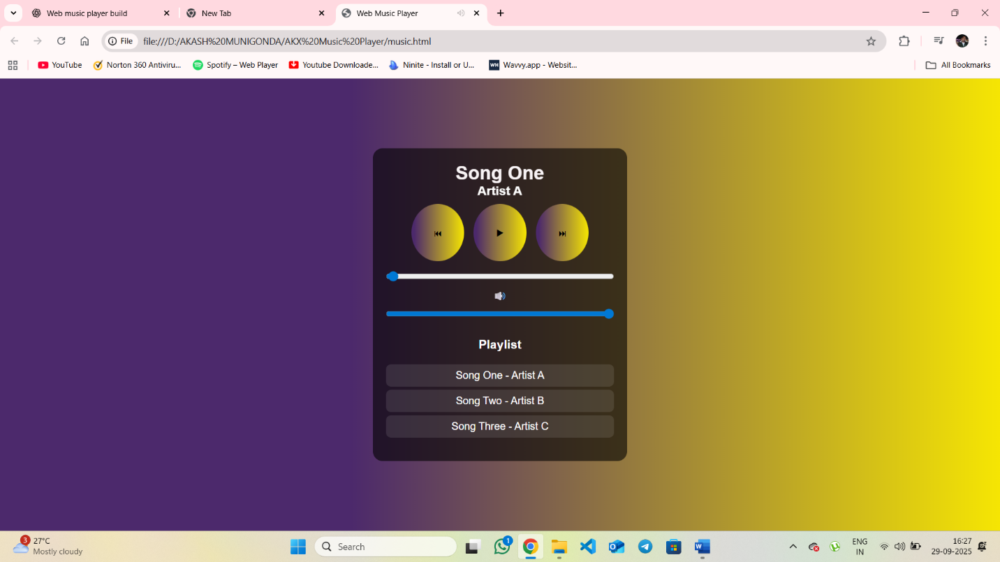 Web music player build
New Tab
Web Music Player
File
file:///D:/AKASH%20MUNIGONDA/AKX%20Music%20Player/music.html
YouTube
Norton 360 Antiviru...
Spotify – Web Player
Youtube Downloade...
Ninite - Install or U...
WH
Wavvy.app - Websit...
All Bookmarks
Song One
Artist A
Playlist
Song One - Artist A
Song Two - Artist B
Song Three - Artist C
3
27°C
Mostly cloudy
Search
1
W
ENG
IN
16:27
29-09-2025